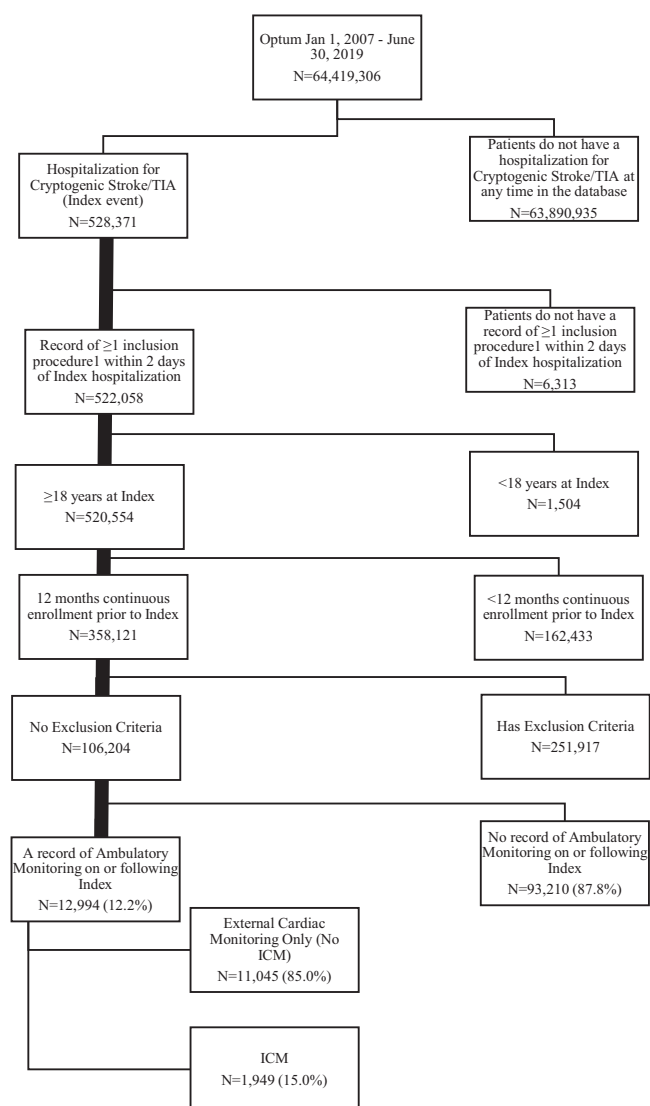 Optum Jan 1, 2007 - June
30, 2019
N=64,419,306
Hospitalization for
Cryptogenic Stroke/TIA
(Index event)
N=528,371
Patients do not have a
hospitalization for
Cryptogenic Stroke/TIA at
any time in the database
N=63,890,935
Record of ≥1 inclusion
procedure1 within 2 days
of Index hospitalization
N=522,058
Patients do not have a
record of ≥1 inclusion
procedure1 within 2 days
of Index hospitalization
N=6,313
≥18 years at Index
N=520,554
<18 years at Index
N=1,504
12 months continuous
enrollment prior to Index
N=358,121
<12 months continuous
enrollment prior to Index
N=162,433
No Exclusion Criteria
N=106,204
Has Exclusion Criteria
N=251,917
A record of Ambulatory
Monitoring on or following
Index
N=12,994 (12.2%)
No record of Ambulatory
Monitoring on or following
Index
N=93,210 (87.8%)
External Cardiac
Monitoring Only (No
ICM)
N=11,045 (85.0%)
ICM
N=1,949 (15.0%)